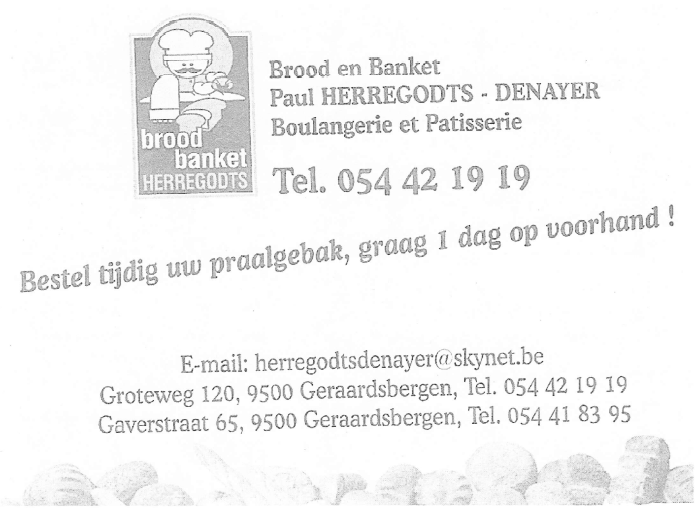 brood
banket
HERREGODTS
Brood en Banket
Paul HERREGODTS - DENAYER
Boulangerie et Patisserie
Tel. 054 42 19 19
Bestel tijdig uw praalgebak, graag 1 dag op voorhand !
E-mail: herregodtsdenayer@skynet.be
Groteweg 120, 9500 Geraardsbergen, Tel. 054 42 19 19
Gaverstraat 65, 9500 Geraardsbergen, Tel. 054 41 83 95